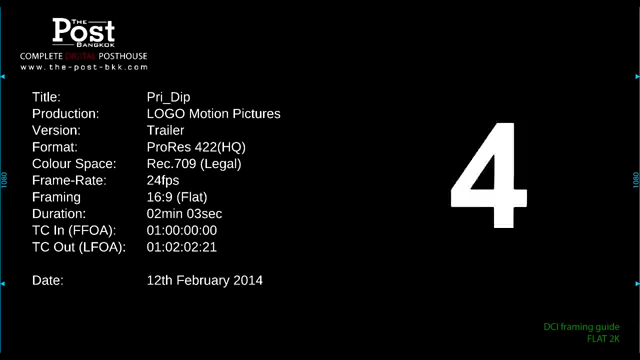 THE
Post
BANGKOK
COMPLETE DIGITAL POSTHOUSE
www.the-post-bkk.com
Title: Pri_Dip
Production: LOGO Motion Pictures
Version: Trailer
Format: ProRes 422(HQ)
Colour Space: Rec.709 (Legal)
Frame-Rate: 24fps
Framing 16:9 (Flat)
Duration: 02min 03sec
TC In (FFOA): 01:00:00:00
TC Out (LFOA): 01:02:02:21
Date: 12th February 2014
4
1080
1080
DCI framing guide
FLAT 2K